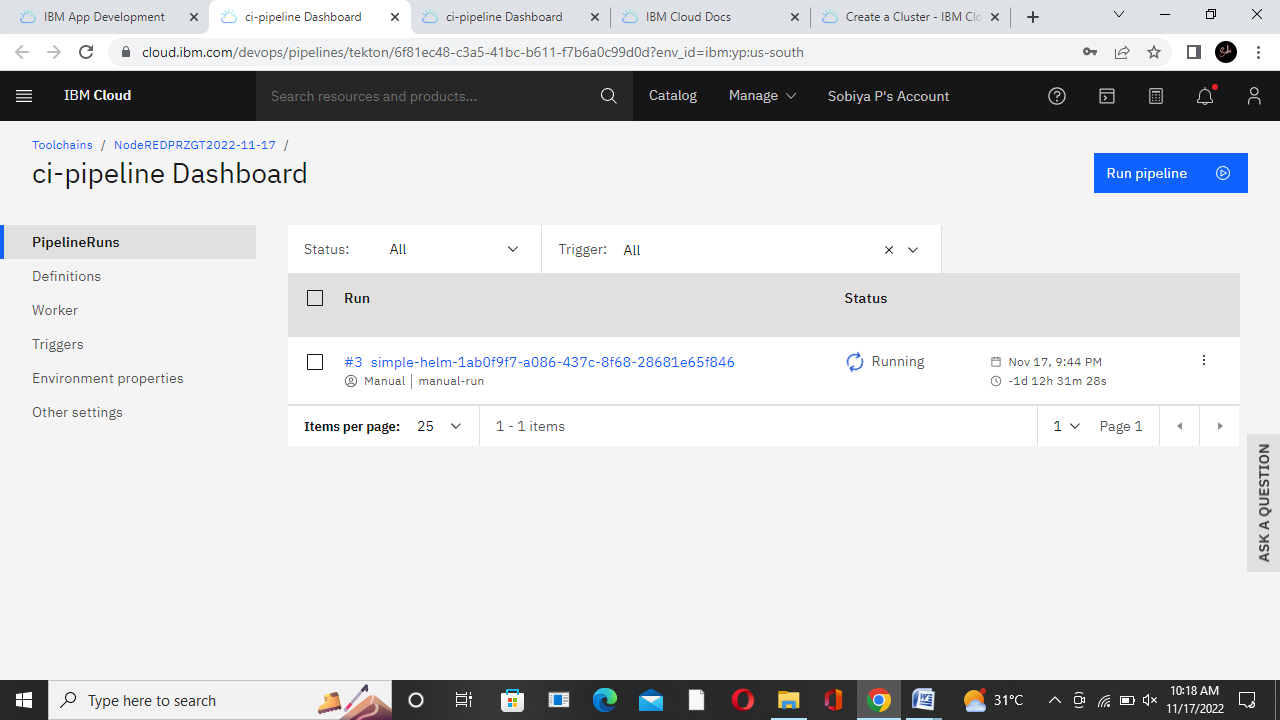 IBM App Development
ci-pipeline Dashboard
ci-pipeline Dashboard
IBM Cloud Docs
Create a Cluster - IBM Clo
cloud.ibm.com/devops/pipelines/tekton/6f81ec48-c3a5-41bc-b611-f7b6a0c99d0d?env_id=ibm:yp:us-south
IBM Cloud
Search resources and products...
Catalog
Manage
Sobiya P's Account
Toolchains / NodeREDPRZGT2022-11-17 /
ci-pipeline Dashboard
Run pipeline
PipelineRuns
Definitions
Worker
Triggers
Environment properties
Other settings
Status: All
Trigger: All
Run
Status
#3 simple-helm-1ab0f9f7-a086-437c-8f68-28681e65f846
Manual | manual-run
Running
Nov 17, 9:44 PM
-1d 12h 31m 28s
Items per page: 25
1 - 1 items
1
Page 1
ASK A QUESTION
Type here to search
31°C
10:18 AM
11/17/2022